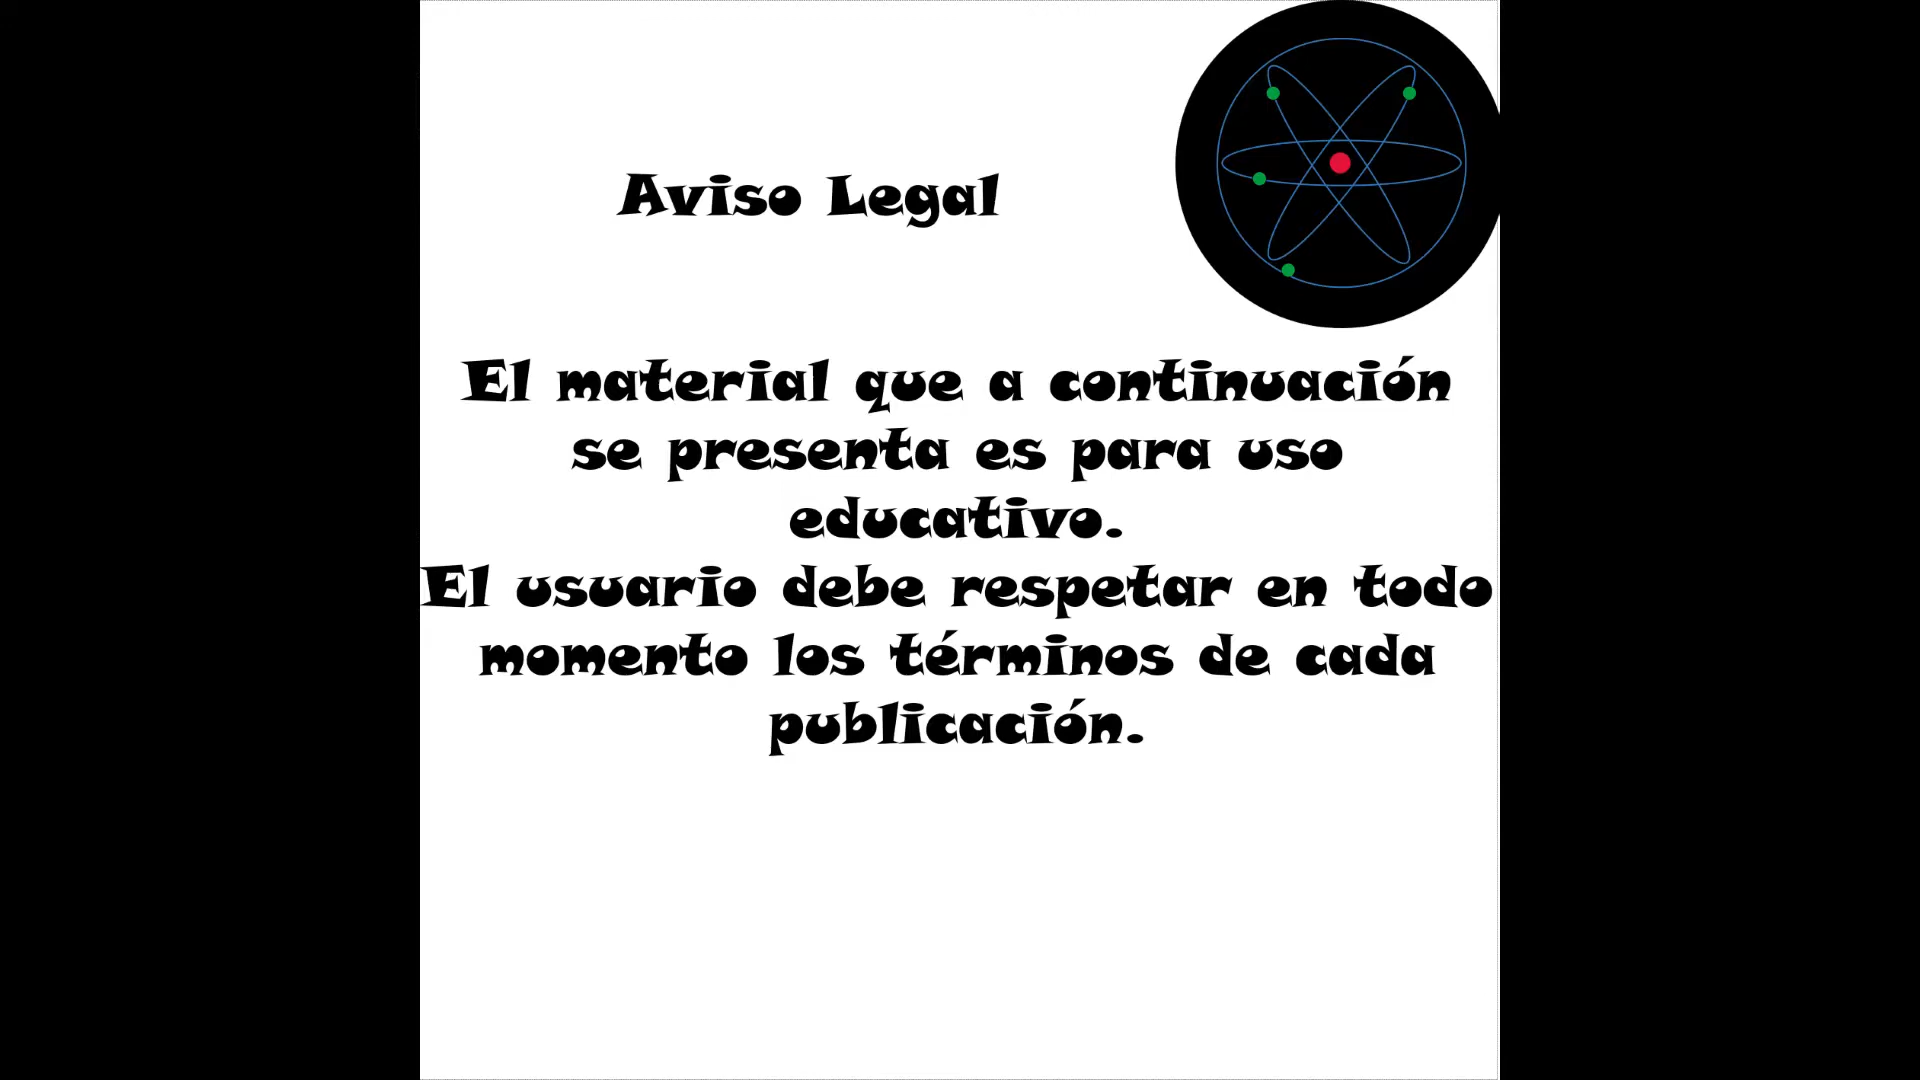 Aviso Legal
El material que a continuación
se presenta es para uso
educativo.
El usuario debe respetar en todo
momento los términos de cada
publicación.